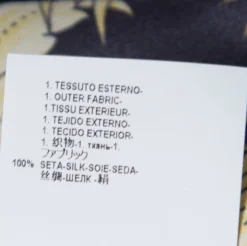 1. TESSUTO ESTERNO-
1. OUTER FABRIC-
1.TISSU EXTERIEUR-
1. TEJIDO EXTERNO-
1. TECIDO EXTERIOR-
1. 织物-1. ткань-1.
ファブリック
100% SETA-SILK-SOIE-SEDA-
丝襲-ШЕЛК-絹